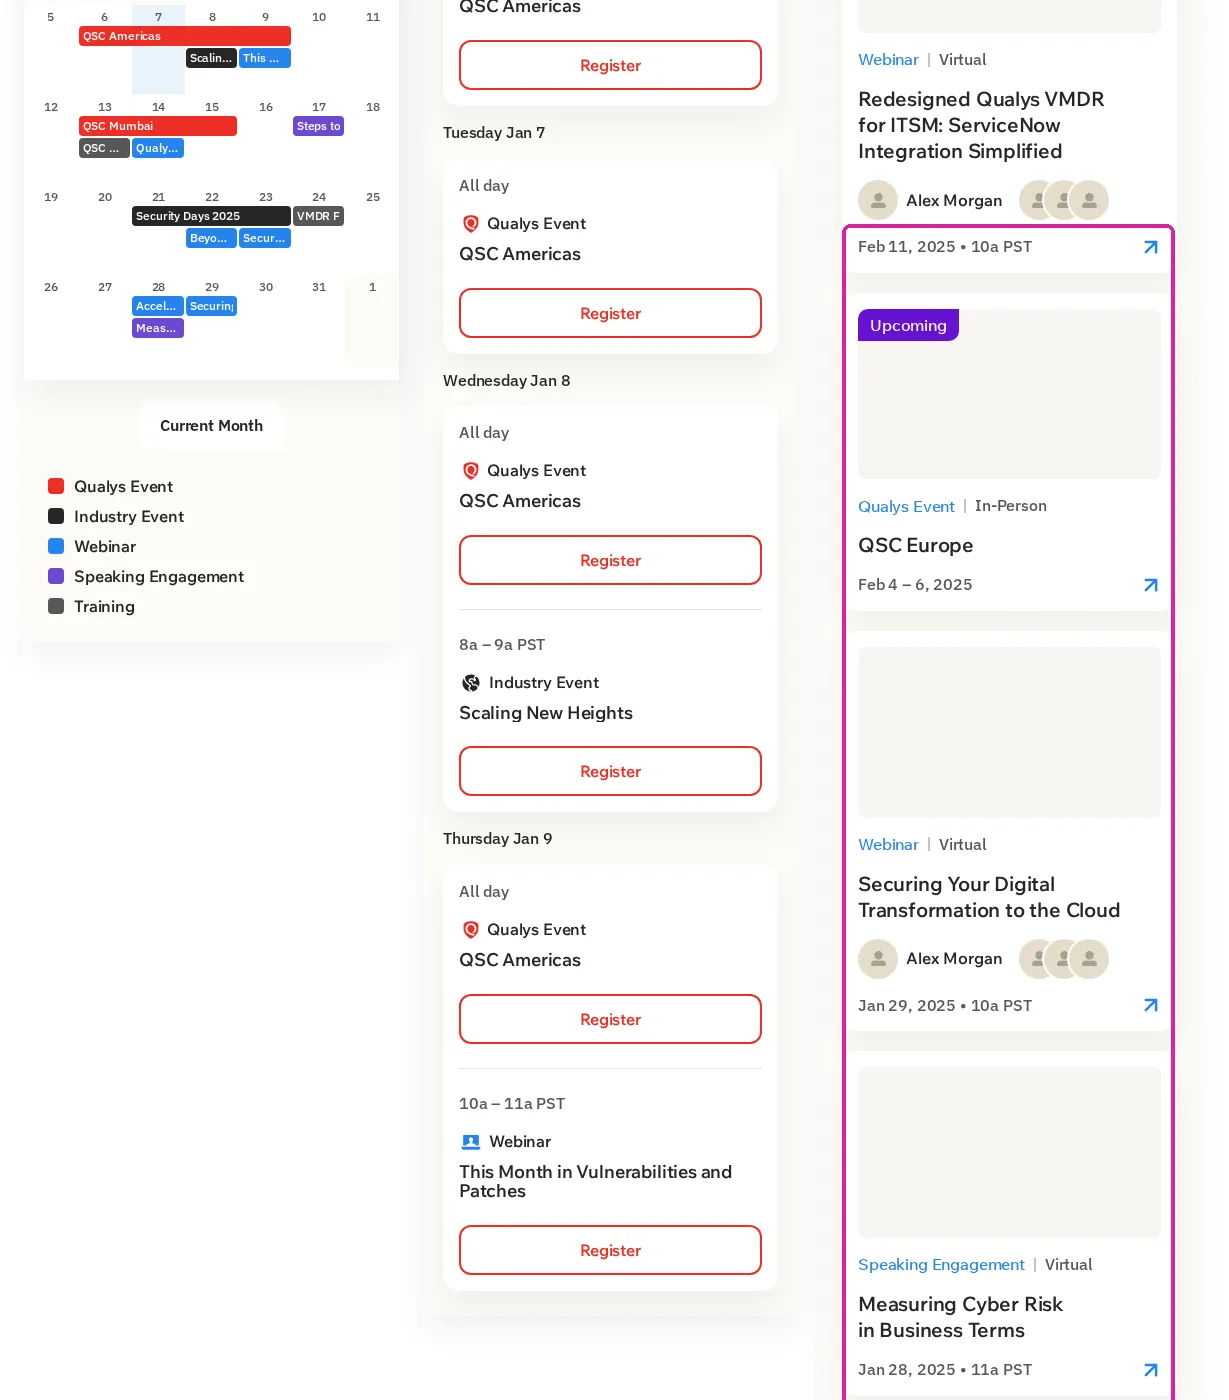 5 6 7 8 9 10 11
QSC Americas
Scalin... This ...
12 13 14 15 16 17 18
QSC Mumbai Steps to
QSC ... Qualy...
19 20 21 22 23 24 25
Security Days 2025 VMDR F
Beyo... Secur...
26 27 28 29 30 31 1
Accel... Securing
Meas...
Current Month
Qualys Event
Industry Event
Webinar
Speaking Engagement
Training
QSC Americas
Register
Tuesday Jan 7
All day
Qualys Event
QSC Americas
Register
Wednesday Jan 8
All day
Qualys Event
QSC Americas
Register
8a – 9a PST
Industry Event
Scaling New Heights
Register
Thursday Jan 9
All day
Qualys Event
QSC Americas
Register
10a – 11a PST
Webinar
This Month in Vulnerabilities and
Patches
Register
Webinar | Virtual
Redesigned Qualys VMDR
for ITSM: ServiceNow
Integration Simplified
Alex Morgan
Feb 11, 2025 • 10a PST
Upcoming
Qualys Event | In-Person
QSC Europe
Feb 4 – 6, 2025
Webinar | Virtual
Securing Your Digital
Transformation to the Cloud
Alex Morgan
Jan 29, 2025 • 10a PST
Speaking Engagement | Virtual
Measuring Cyber Risk
in Business Terms
Jan 28, 2025 • 11a PST